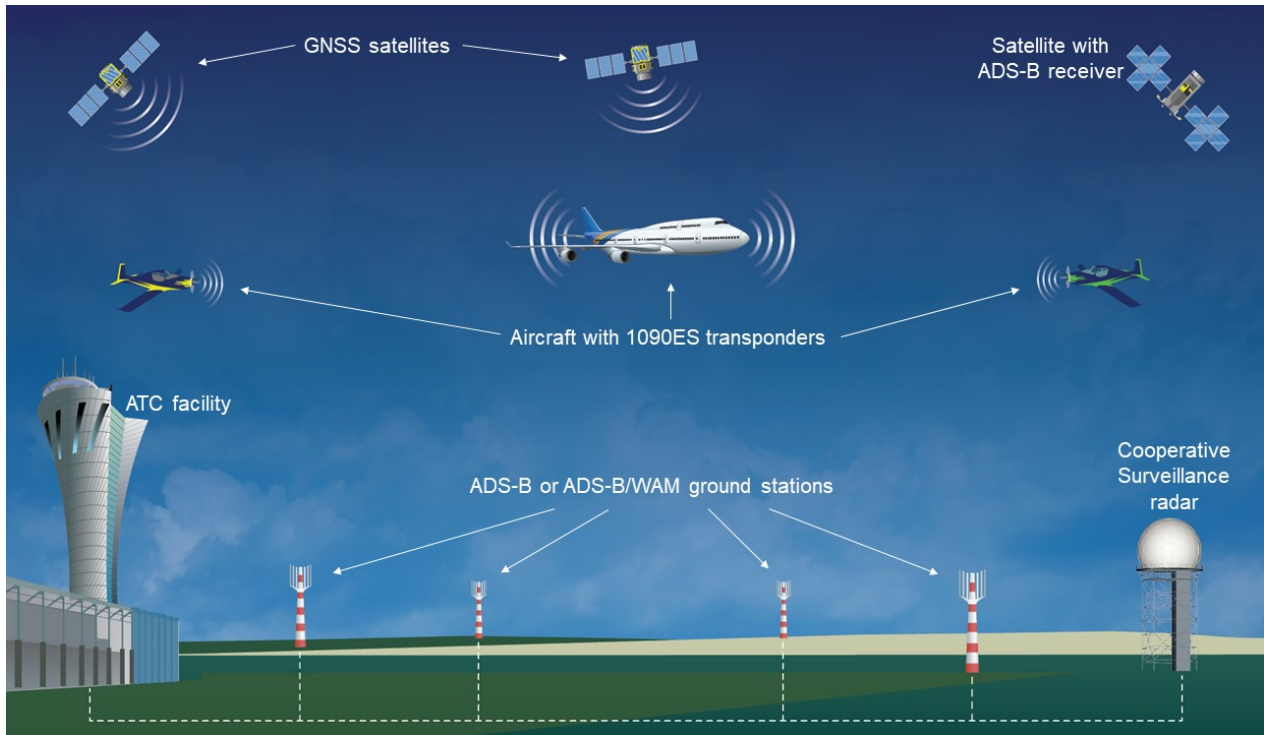 GNSS satellites
Satellite with
ADS-B receiver
Aircraft with 1090ES transponders
ATC facility
Cooperative
Surveillance
radar
ADS-B or ADS-B/WAM ground stations